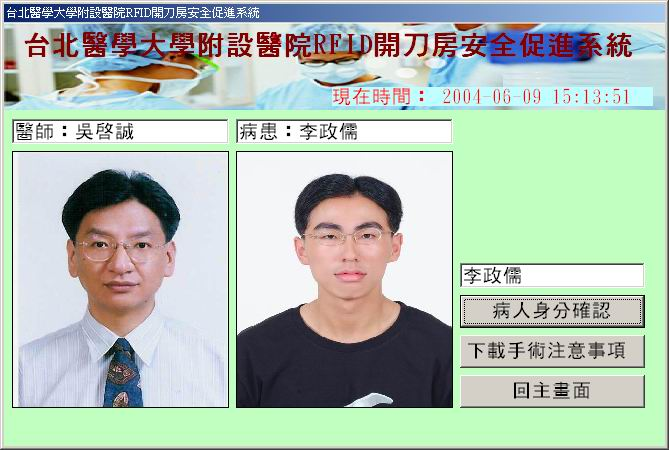 台北醫學大學附設醫院RFID開刀房安全促進系統
台北醫學大學附設醫院RFID開刀房安全促進系統
現在時間： 2004-06-09 15:13:51
醫師：吳啓誠
病患：李政儒
李政儒
病人身分確認
下載手術注意事項
回主畫面